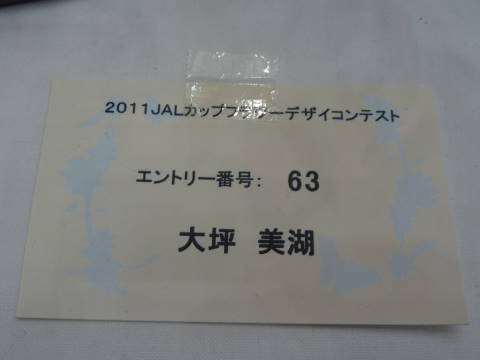 2011JALカップフラワーデザイコンテスト
エントリー番号： 63
大坪 美湖